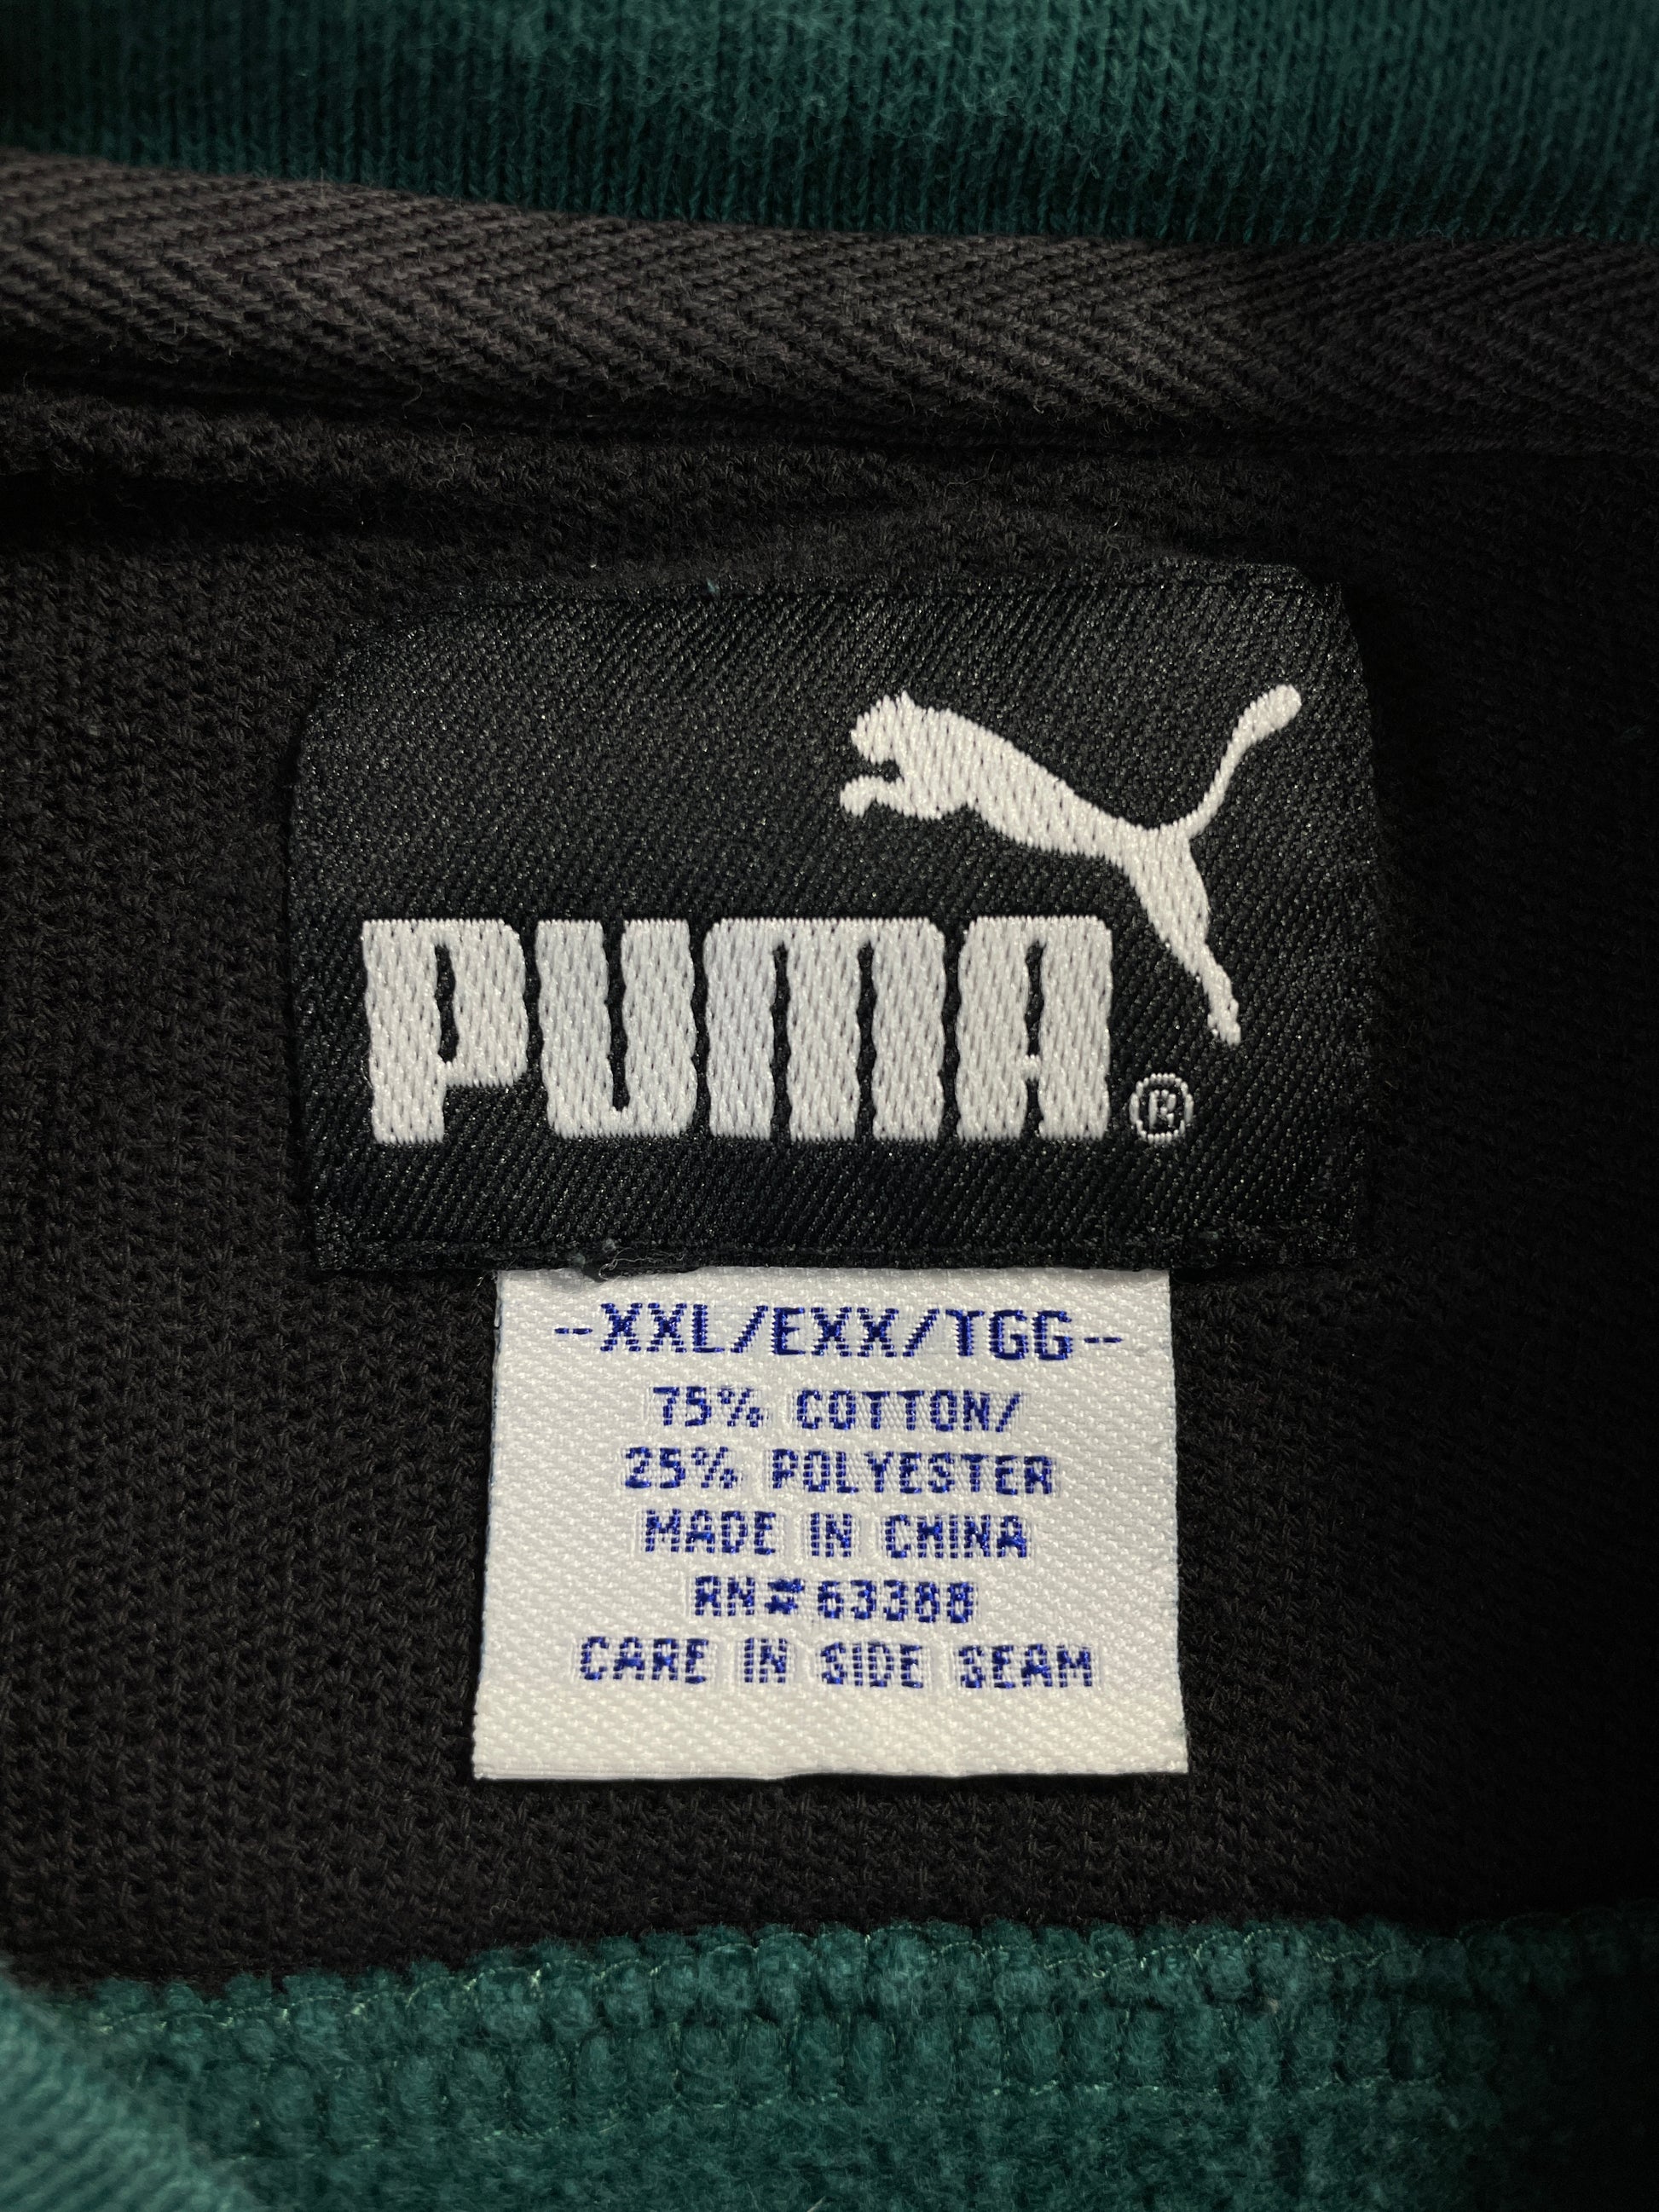 PUMA®
--XXL/EXX/TGG--
75% COTTON/
25% POLYESTER
MADE IN CHINA
RN#63388
CARE IN SIDE SEAM